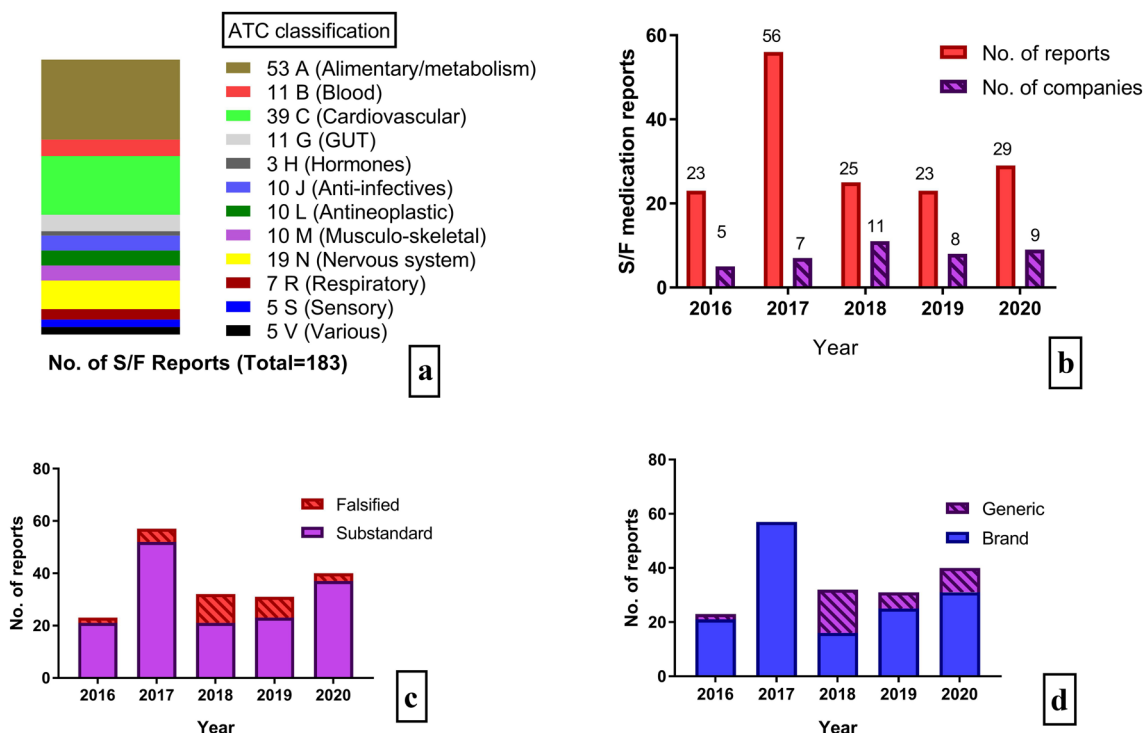 ATC classification
53 A (Alimentary/metabolism)
11 B (Blood)
39 C (Cardiovascular)
11 G (GUT)
3 H (Hormones)
10 J (Anti-infectives)
10 L (Antineoplastic)
10 M (Musculo-skeletal)
19 N (Nervous system)
7 R (Respiratory)
5 S (Sensory)
5 V (Various)
No. of S/F Reports (Total=183)
a
S/F medication reports
60
40
20
0
No. of reports
No. of companies
23
5
56
7
25
11
23
8
29
9
2016
2017
2018
2019
2020
Year
b
No. of reports
80
60
40
20
0
Falsified
Substandard
2016
2017
2018
2019
2020
Year
c
No. of reports
80
60
40
20
0
Generic
Brand
2016
2017
2018
2019
2020
Year
d